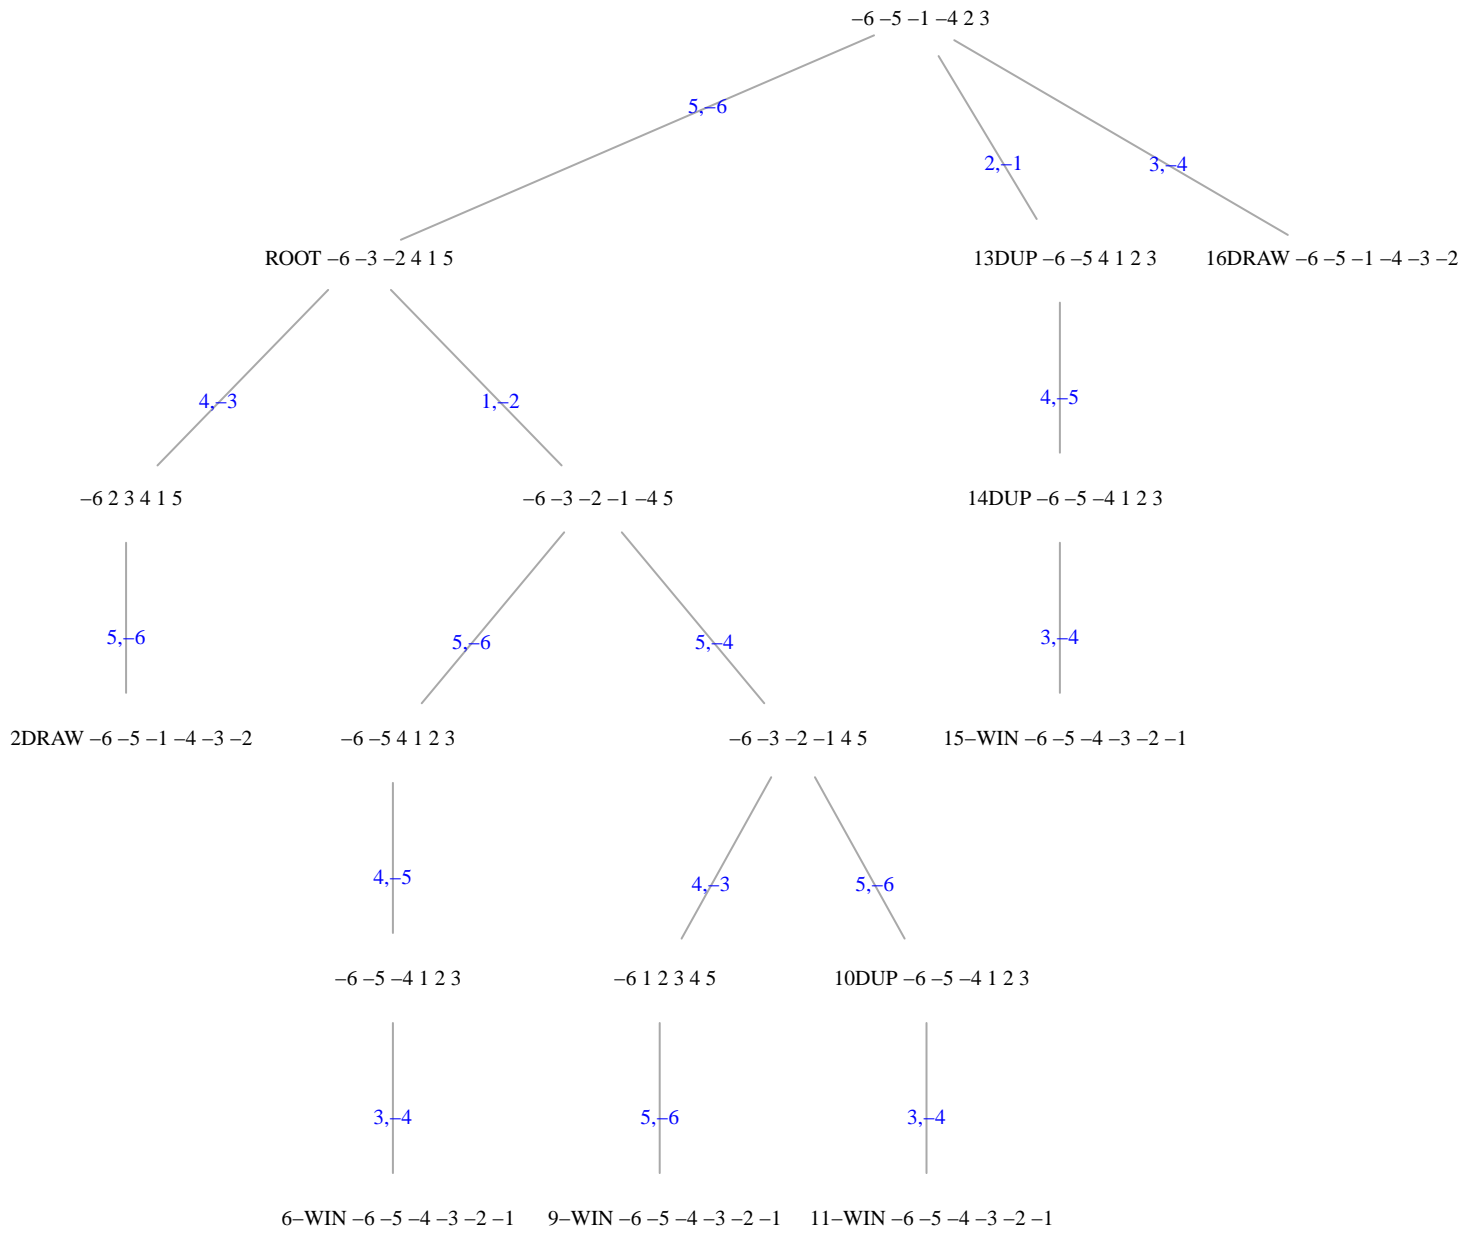 −6 −5 −1 −4 2 3
5,−6
2,−1
3,−4
ROOT −6 −3 −2 4 1 5
13DUP −6 −5 4 1 2 3
16DRAW −6 −5 −1 −4 −3 −2
4,−3
1,−2
4,−5
−6 2 3 4 1 5
−6 −3 −2 −1 −4 5
14DUP −6 −5 −4 1 2 3
5,−6
5,−6
5,−4
3,−4
2DRAW −6 −5 −1 −4 −3 −2
−6 −5 4 1 2 3
−6 −3 −2 −1 4 5
15−WIN −6 −5 −4 −3 −2 −1
4,−5
4,−3
5,−6
−6 −5 −4 1 2 3
−6 1 2 3 4 5
10DUP −6 −5 −4 1 2 3
3,−4
5,−6
3,−4
6−WIN −6 −5 −4 −3 −2 −1
9−WIN −6 −5 −4 −3 −2 −1
11−WIN −6 −5 −4 −3 −2 −1